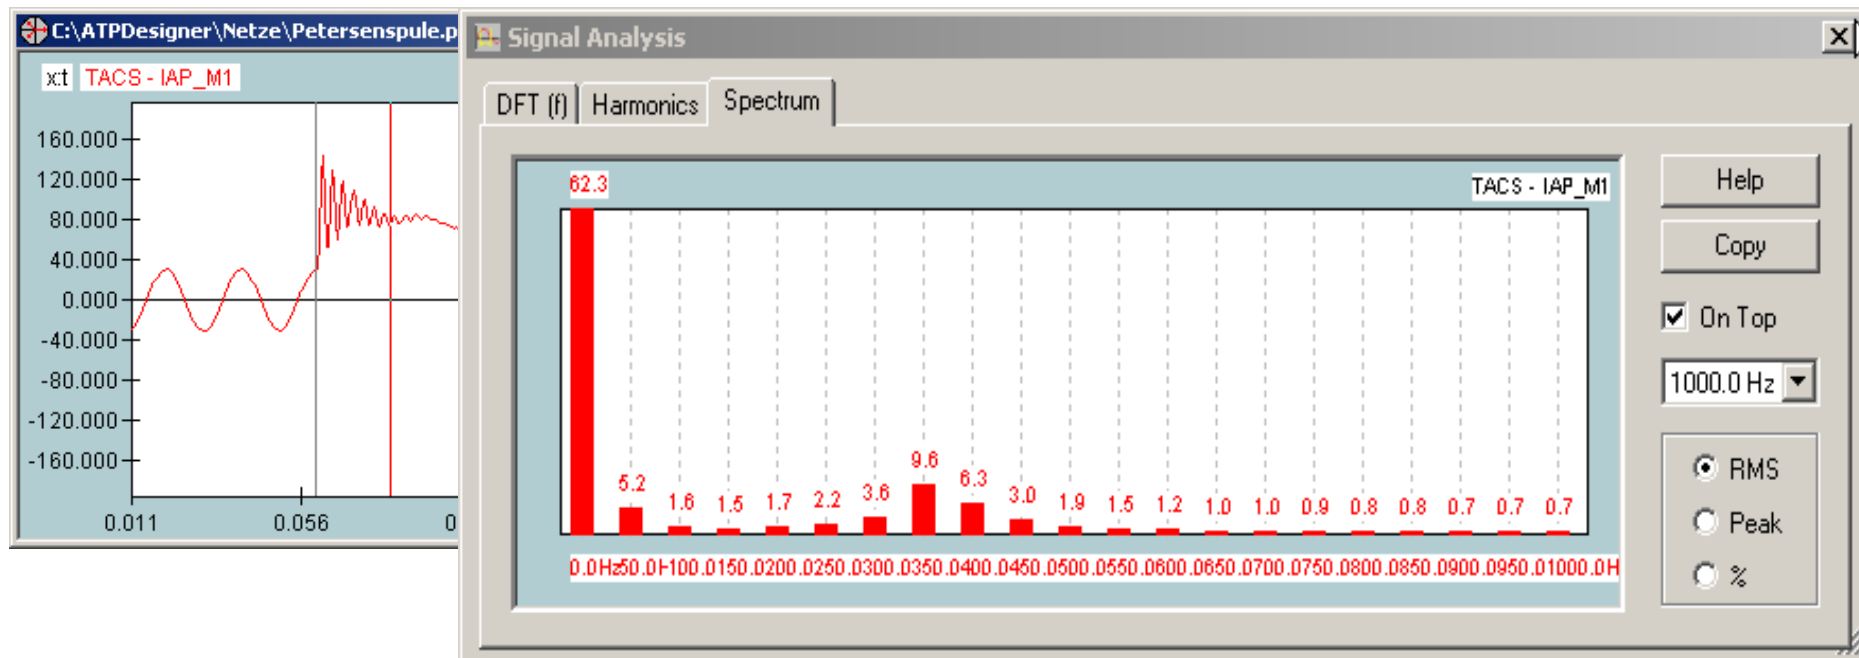 C:\ATPDesigner\Netze\Petersenspule.p
x:t TACS - IAP_M1
160.000
120.000
80.000
40.000
0.000
-40.000
-80.000
-120.000
-160.000
0.011 0.056 0
Signal Analysis
DFT (f) Harmonics Spectrum
62.3 TACS - IAP_M1
5.2 1.6 1.5 1.7 2.2 3.6 9.6 6.3 3.0 1.9 1.5 1.2 1.0 1.0 0.9 0.8 0.8 0.7 0.7 0.7
0.0Hz50.0H100.0150.0200.0250.0300.0350.0400.0450.0500.0550.0600.0650.0700.0750.0800.0850.0900.0950.01000.0H
Help
Copy
On Top
1000.0 Hz
RMS
Peak
%